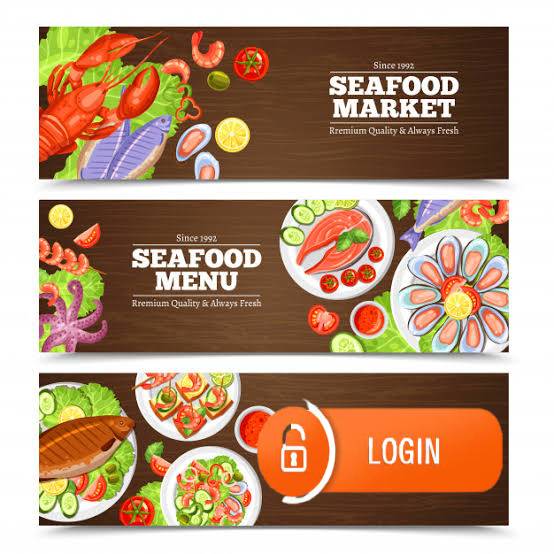 Since 1992
SEAFOOD
MARKET
Rremium Quality & Always Fresh
Since 1992
SEAFOOD
MENU
Rremium Quality & Always Fresh
LOGIN